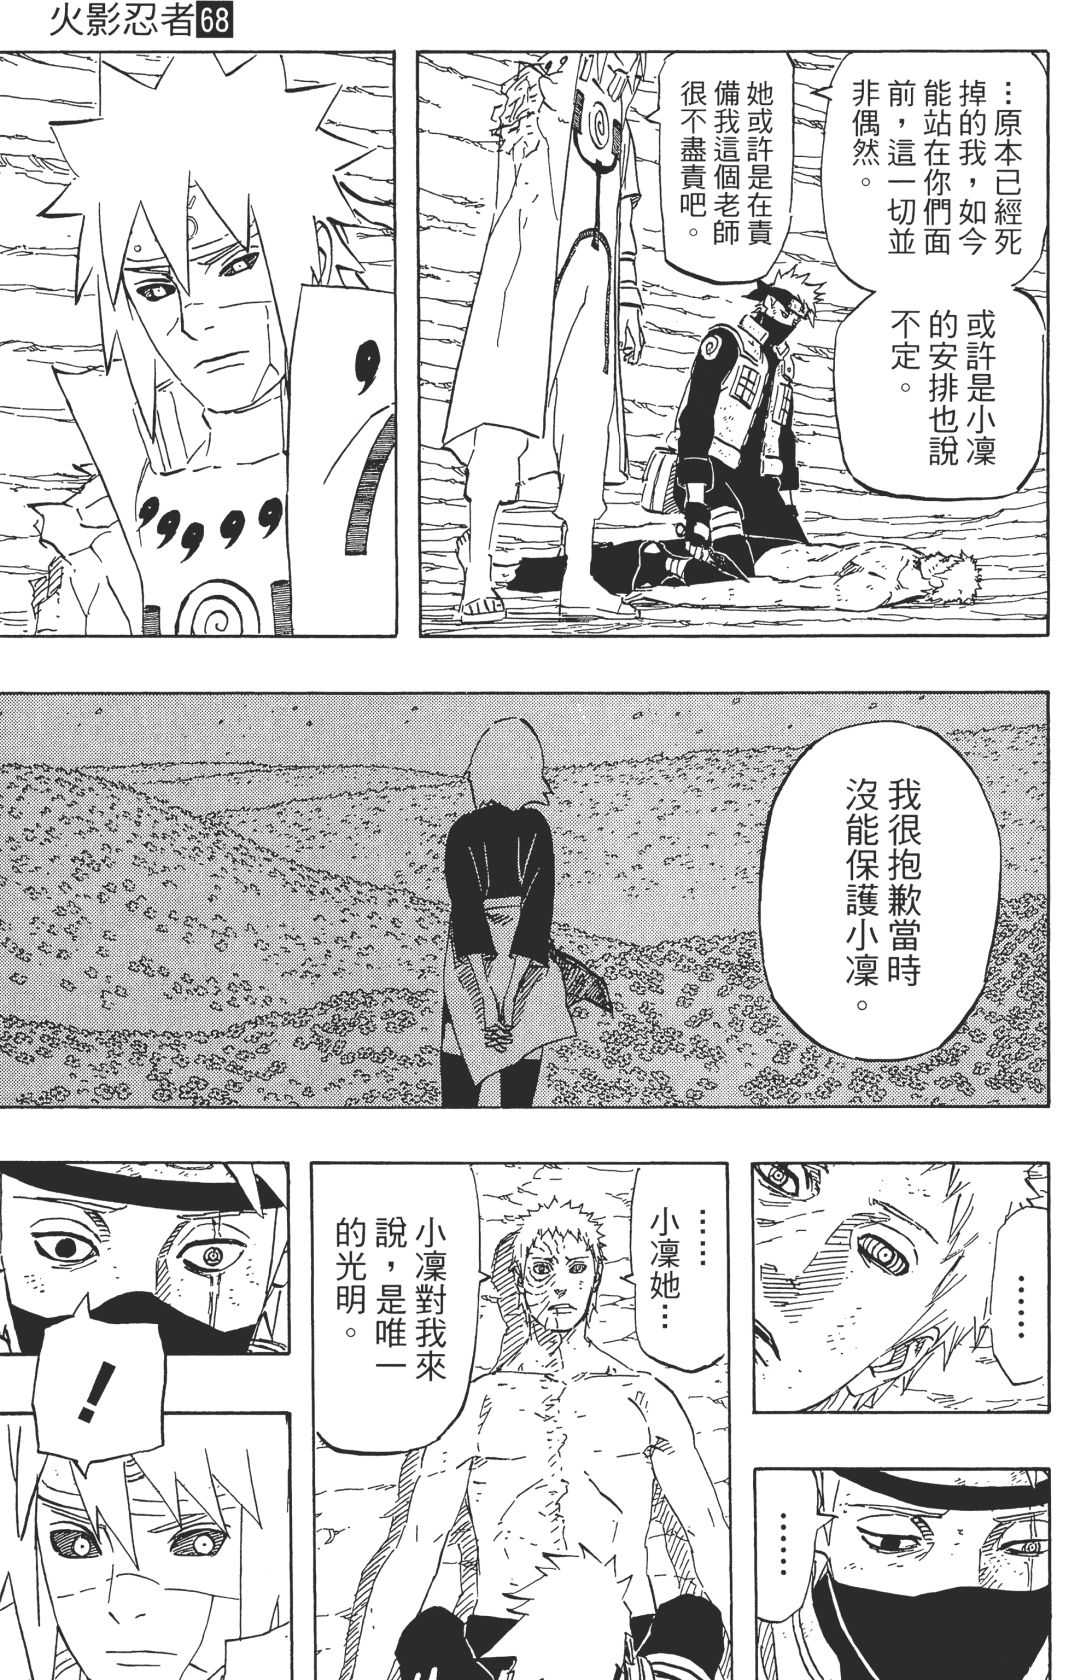 火影忍者68
…原本已經死
掉的我，如今
能站在你們面
前，這一切並
非偶然。
或許是小凜
的安排也說
不定。
她或許是在責
備我這個老師
很不盡責吧。
我很抱歉當時
沒能保護小凜。
……
……
……
小凜她…
小凜對我來
說，是唯一
的光明。
！